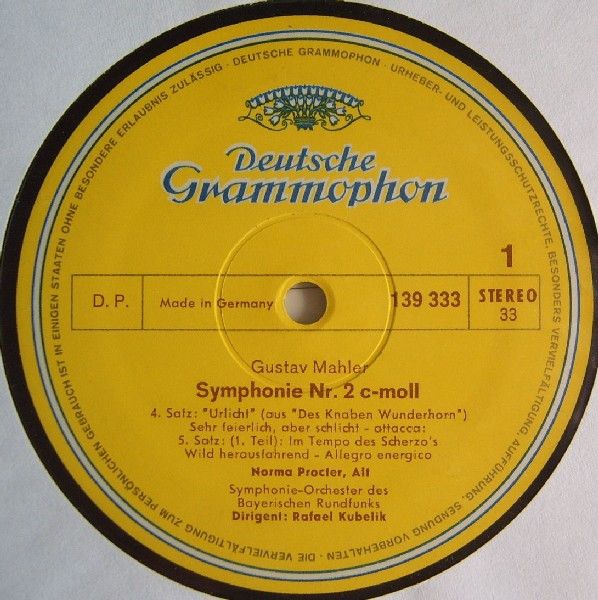 Deutsche
Grammophon
1
D. P.
Made in Germany
139 333
STEREO
33
Gustav Mahler
Symphonie Nr. 2 c-moll
4. Satz: "Urlicht" (aus "Des Knaben Wunderhorn")
Sehr feierlich, aber schlicht - attacca:
5. Satz: (1. Teil): Im Tempo des Scherzo's
Wild herausfahrend - Allegro energico
Norma Procter, Alt
Symphonie-Orchester des
Bayerischen Rundfunks
Dirigent: Rafael Kubelik
DEUTSCHE GRAMMOPHON · URHEBER- UND LEISTUNGSSCHUTZRECHTE, BESONDERS VERVIELFÄLTIGUNG, AUFFÜHRUNG, SENDUNG VORBEHALTEN · DIE VERVIELFÄLTIGUNG ZUM PERSÖNLICHEN GEBRAUCH IST IN EINIGEN STAATEN OHNE BESONDERE ERLAUBNIS ZULÄSSIG ·